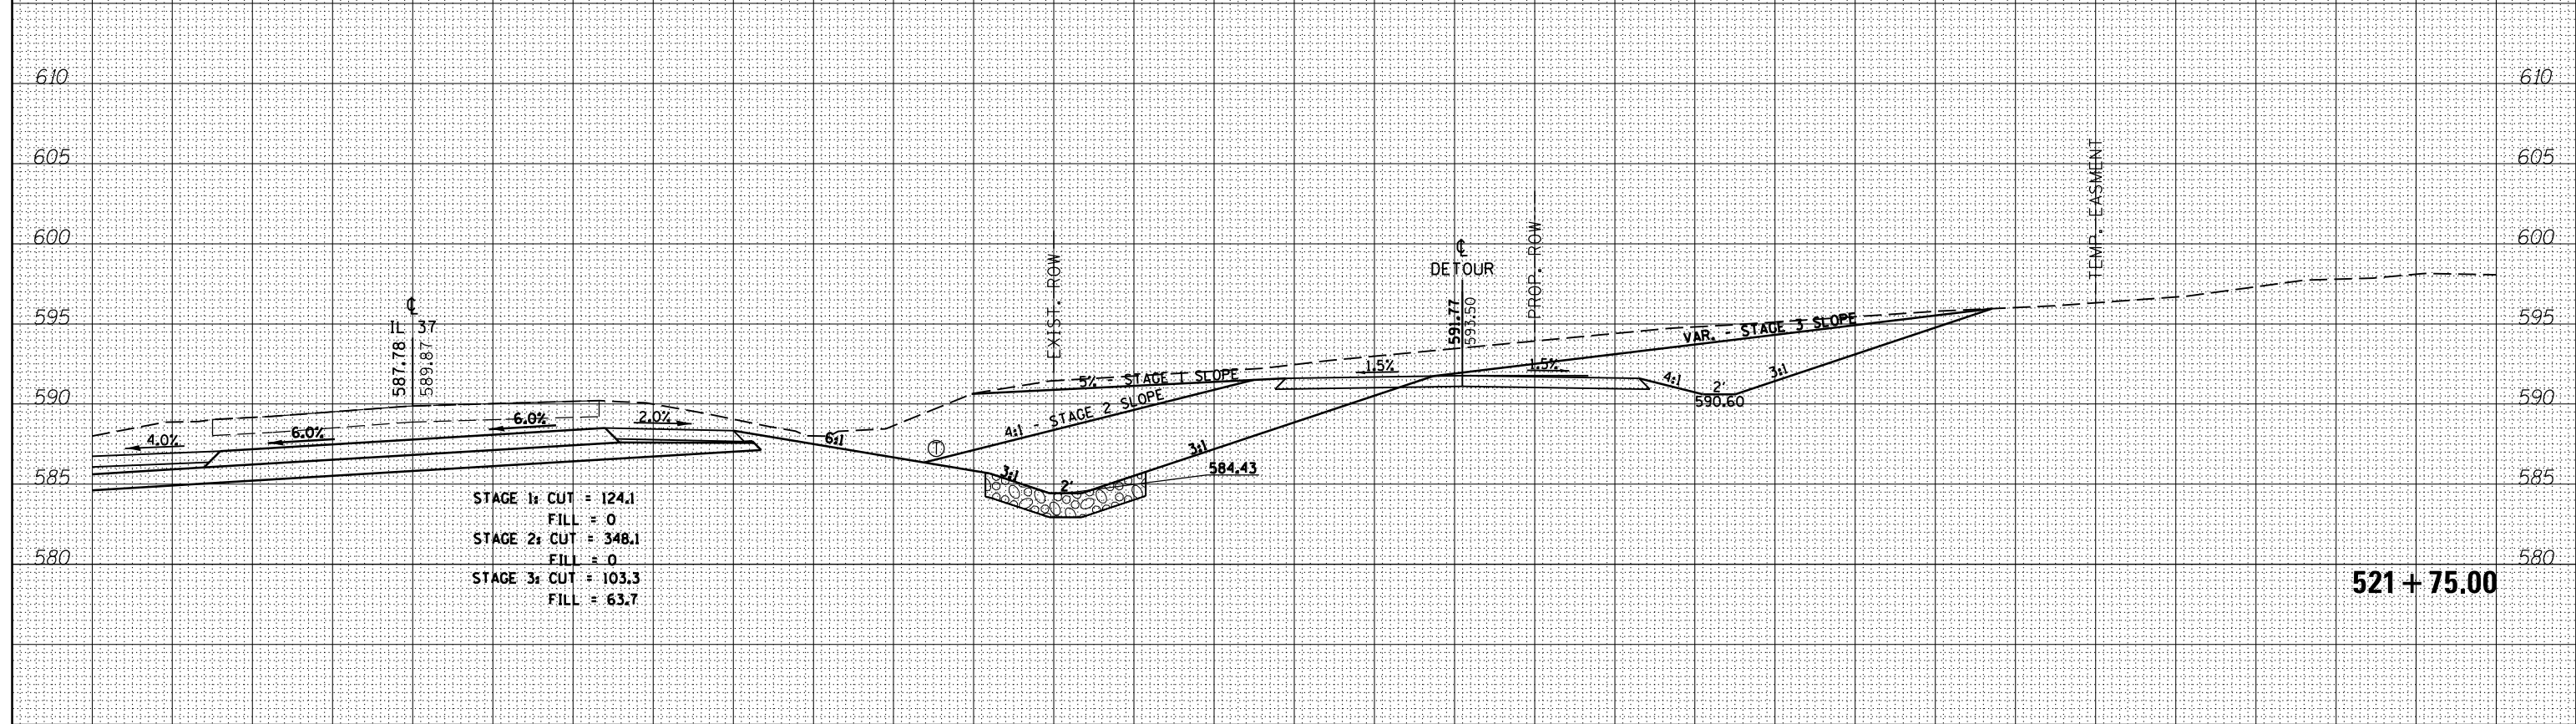 610
610
605
605
TEMP. EASMENT
600
600
℄
DETOUR
PROP. ROW
EXIST. ROW
591.77
593.50
595
595
℄
IL 37
587.78
589.87
VAR. - STAGE 3 SLOPE
1.5%
1.5%
5% - STAGE 1 SLOPE
4:1
2'
3:1
590.60
590
590
4:1 - STAGE 2 SLOPE
4.0%
6.0%
6.0%
2.0%
6:1
T
3:1
3:1
584.43
2'
585
585
STAGE 1: CUT = 124.1
FILL = 0
STAGE 2: CUT = 348.1
FILL = 0
STAGE 3: CUT = 103.3
FILL = 63.7
580
580
521 + 75.00